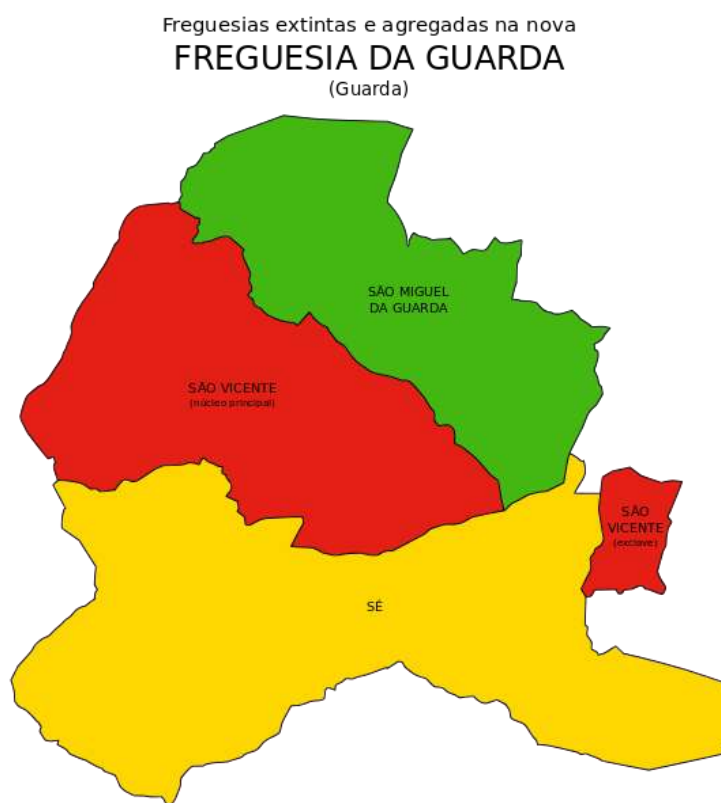 Freguesias extintas e agregadas na nova
FREGUESIA DA GUARDA
(Guarda)
SÃO MIGUEL
DA GUARDA
SÃO VICENTE
(núcleo principal)
SÃO
VICENTE
(exclave)
SÉ